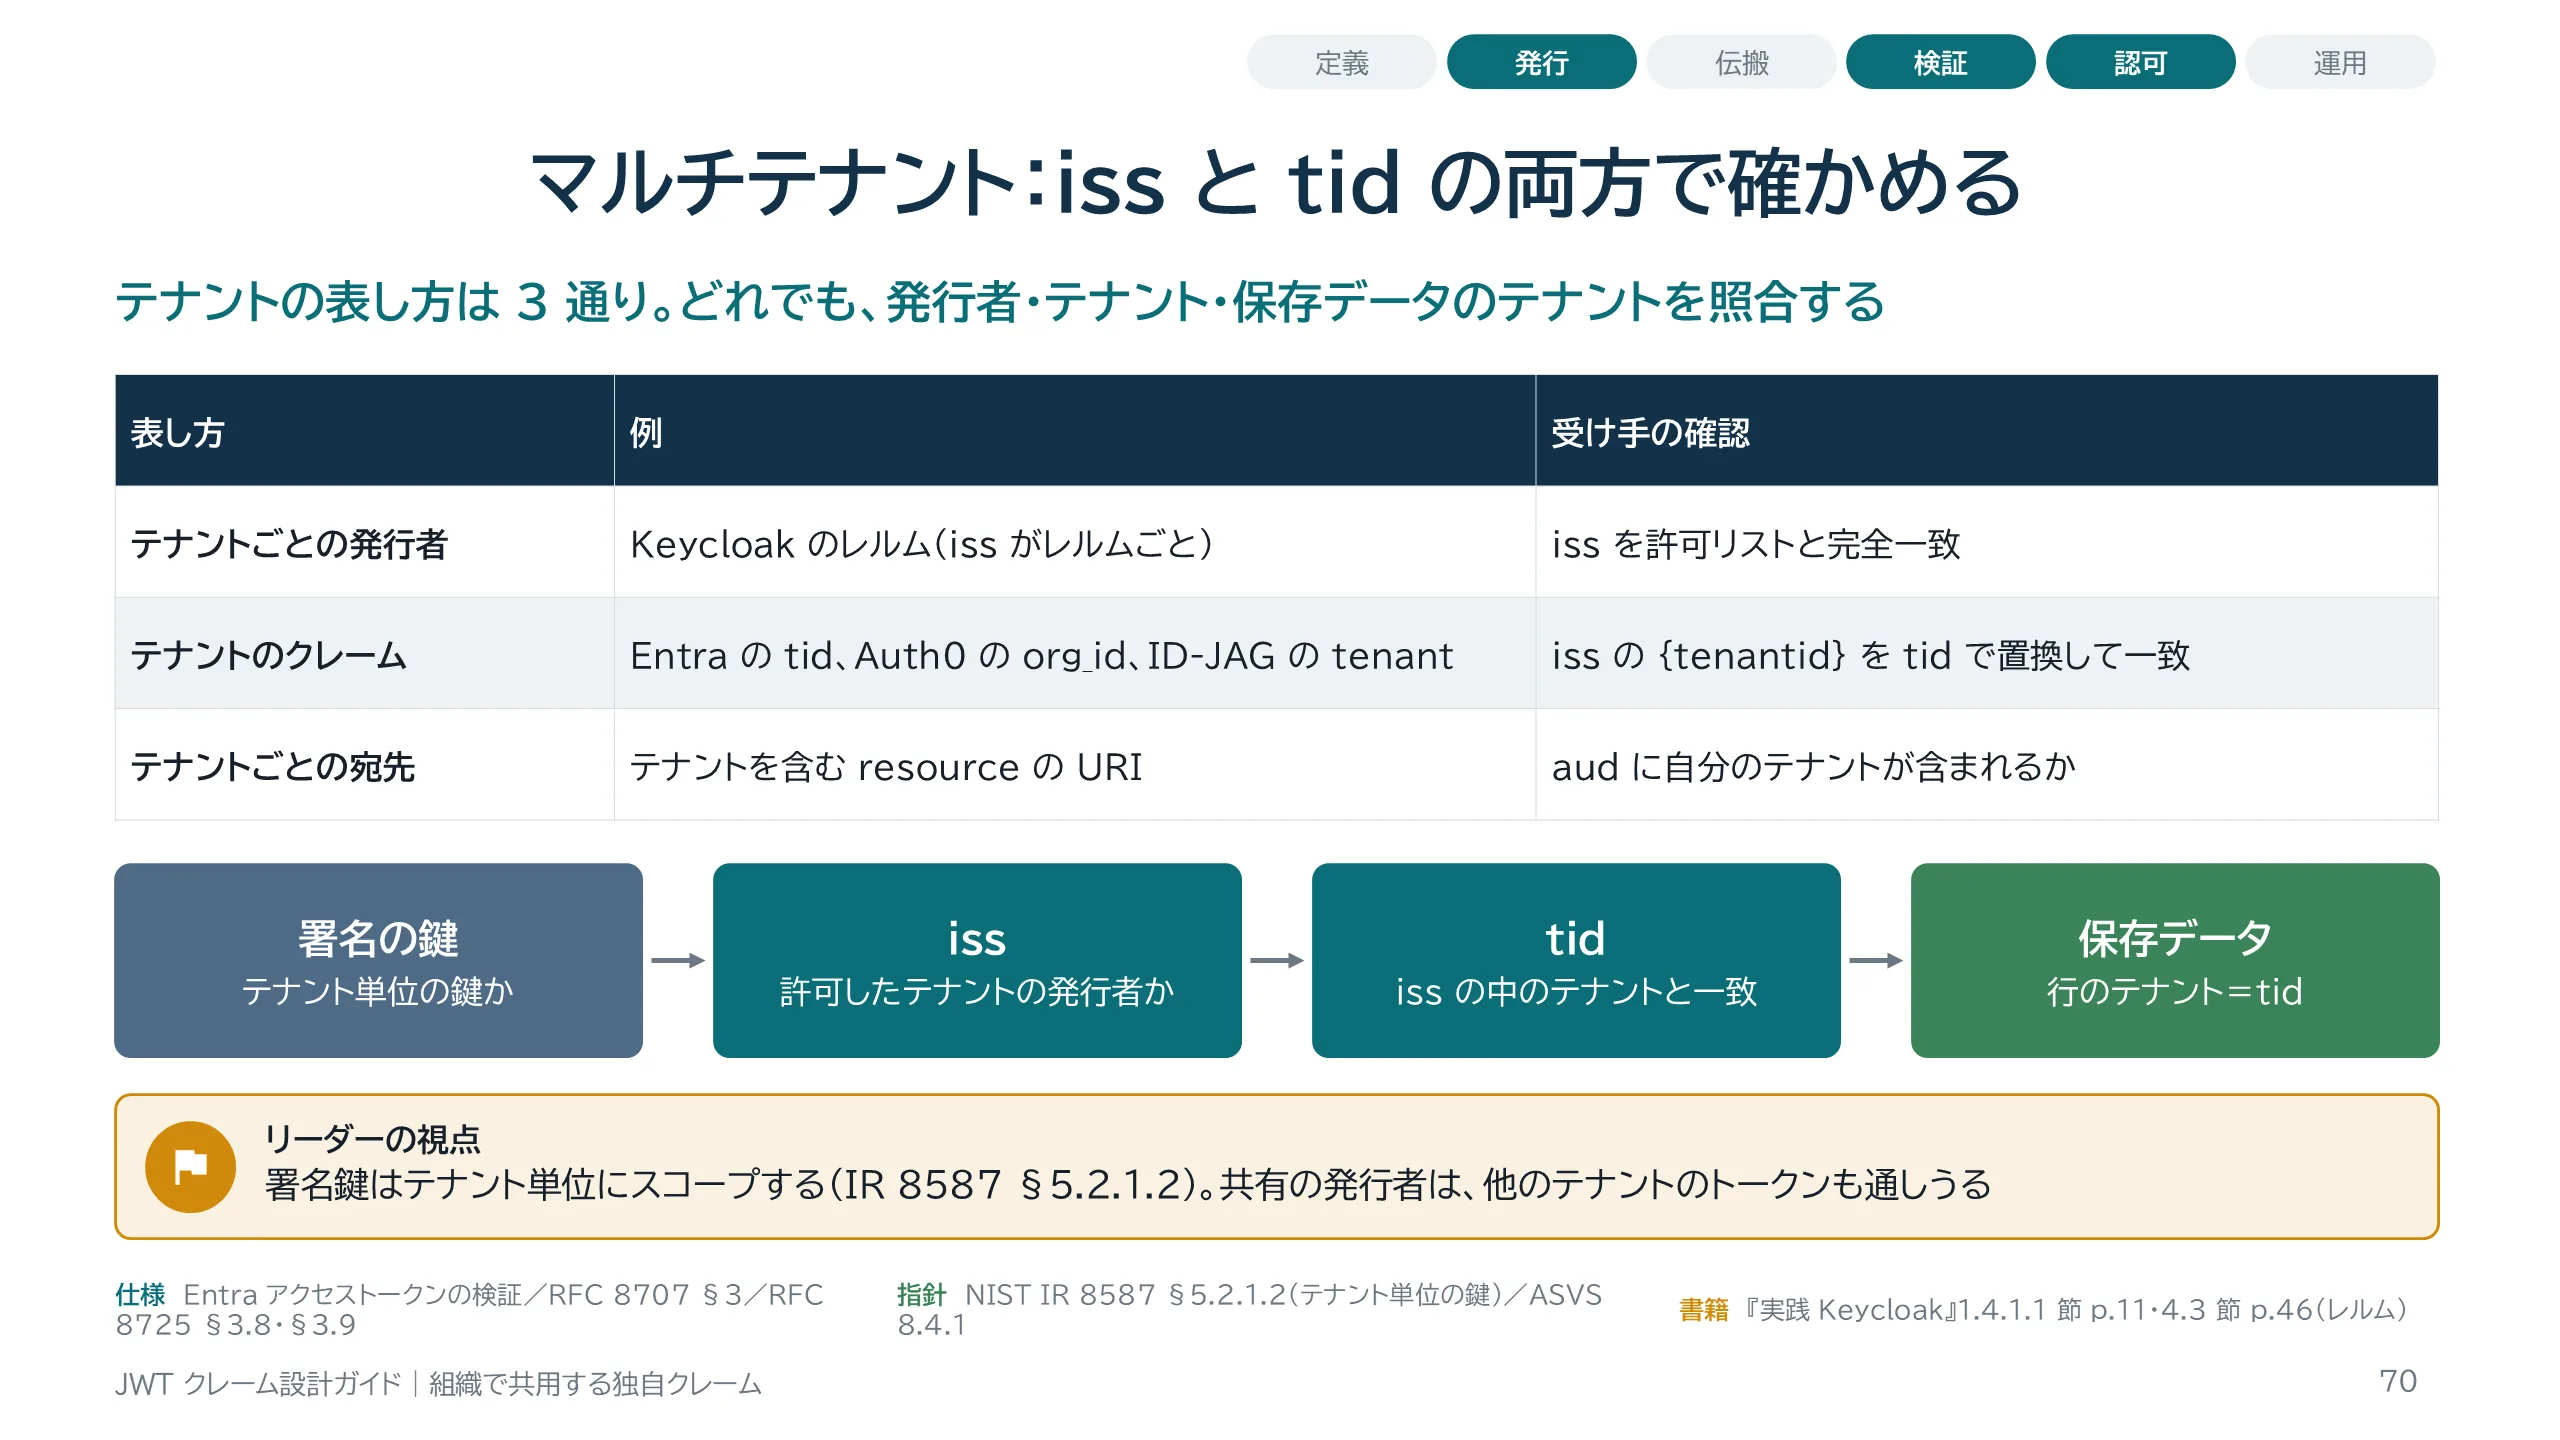 定義
発行
伝搬
検証
認可
運用
マルチテナント：iss と tid の両方で確かめる
テナントの表し方は 3 通り。どれでも、発行者・テナント・保存データのテナントを照合する
表し方
例
受け手の確認
テナントごとの発行者
Keycloak のレルム（iss がレルムごと）
iss を許可リストと完全一致
テナントのクレーム
Entra の tid、Auth0 の org_id、ID-JAG の tenant
iss の {tenantid} を tid で置換して一致
テナントごとの宛先
テナントを含む resource の URI
aud に自分のテナントが含まれるか
署名の鍵
テナント単位の鍵か
iss
許可したテナントの発行者か
tid
iss の中のテナントと一致
保存データ
行のテナント＝tid
リーダーの視点
署名鍵はテナント単位にスコープする（IR 8587 §5.2.1.2）。共有の発行者は、他のテナントのトークンも通しうる
仕様 Entra アクセストークンの検証／RFC 8707 §3／RFC
8725 §3.8・§3.9
指針 NIST IR 8587 §5.2.1.2（テナント単位の鍵）／ASVS
8.4.1
書籍 『実践 Keycloak』1.4.1.1 節 p.11・4.3 節 p.46（レルム）
JWT クレーム設計ガイド｜組織で共用する独自クレーム
70